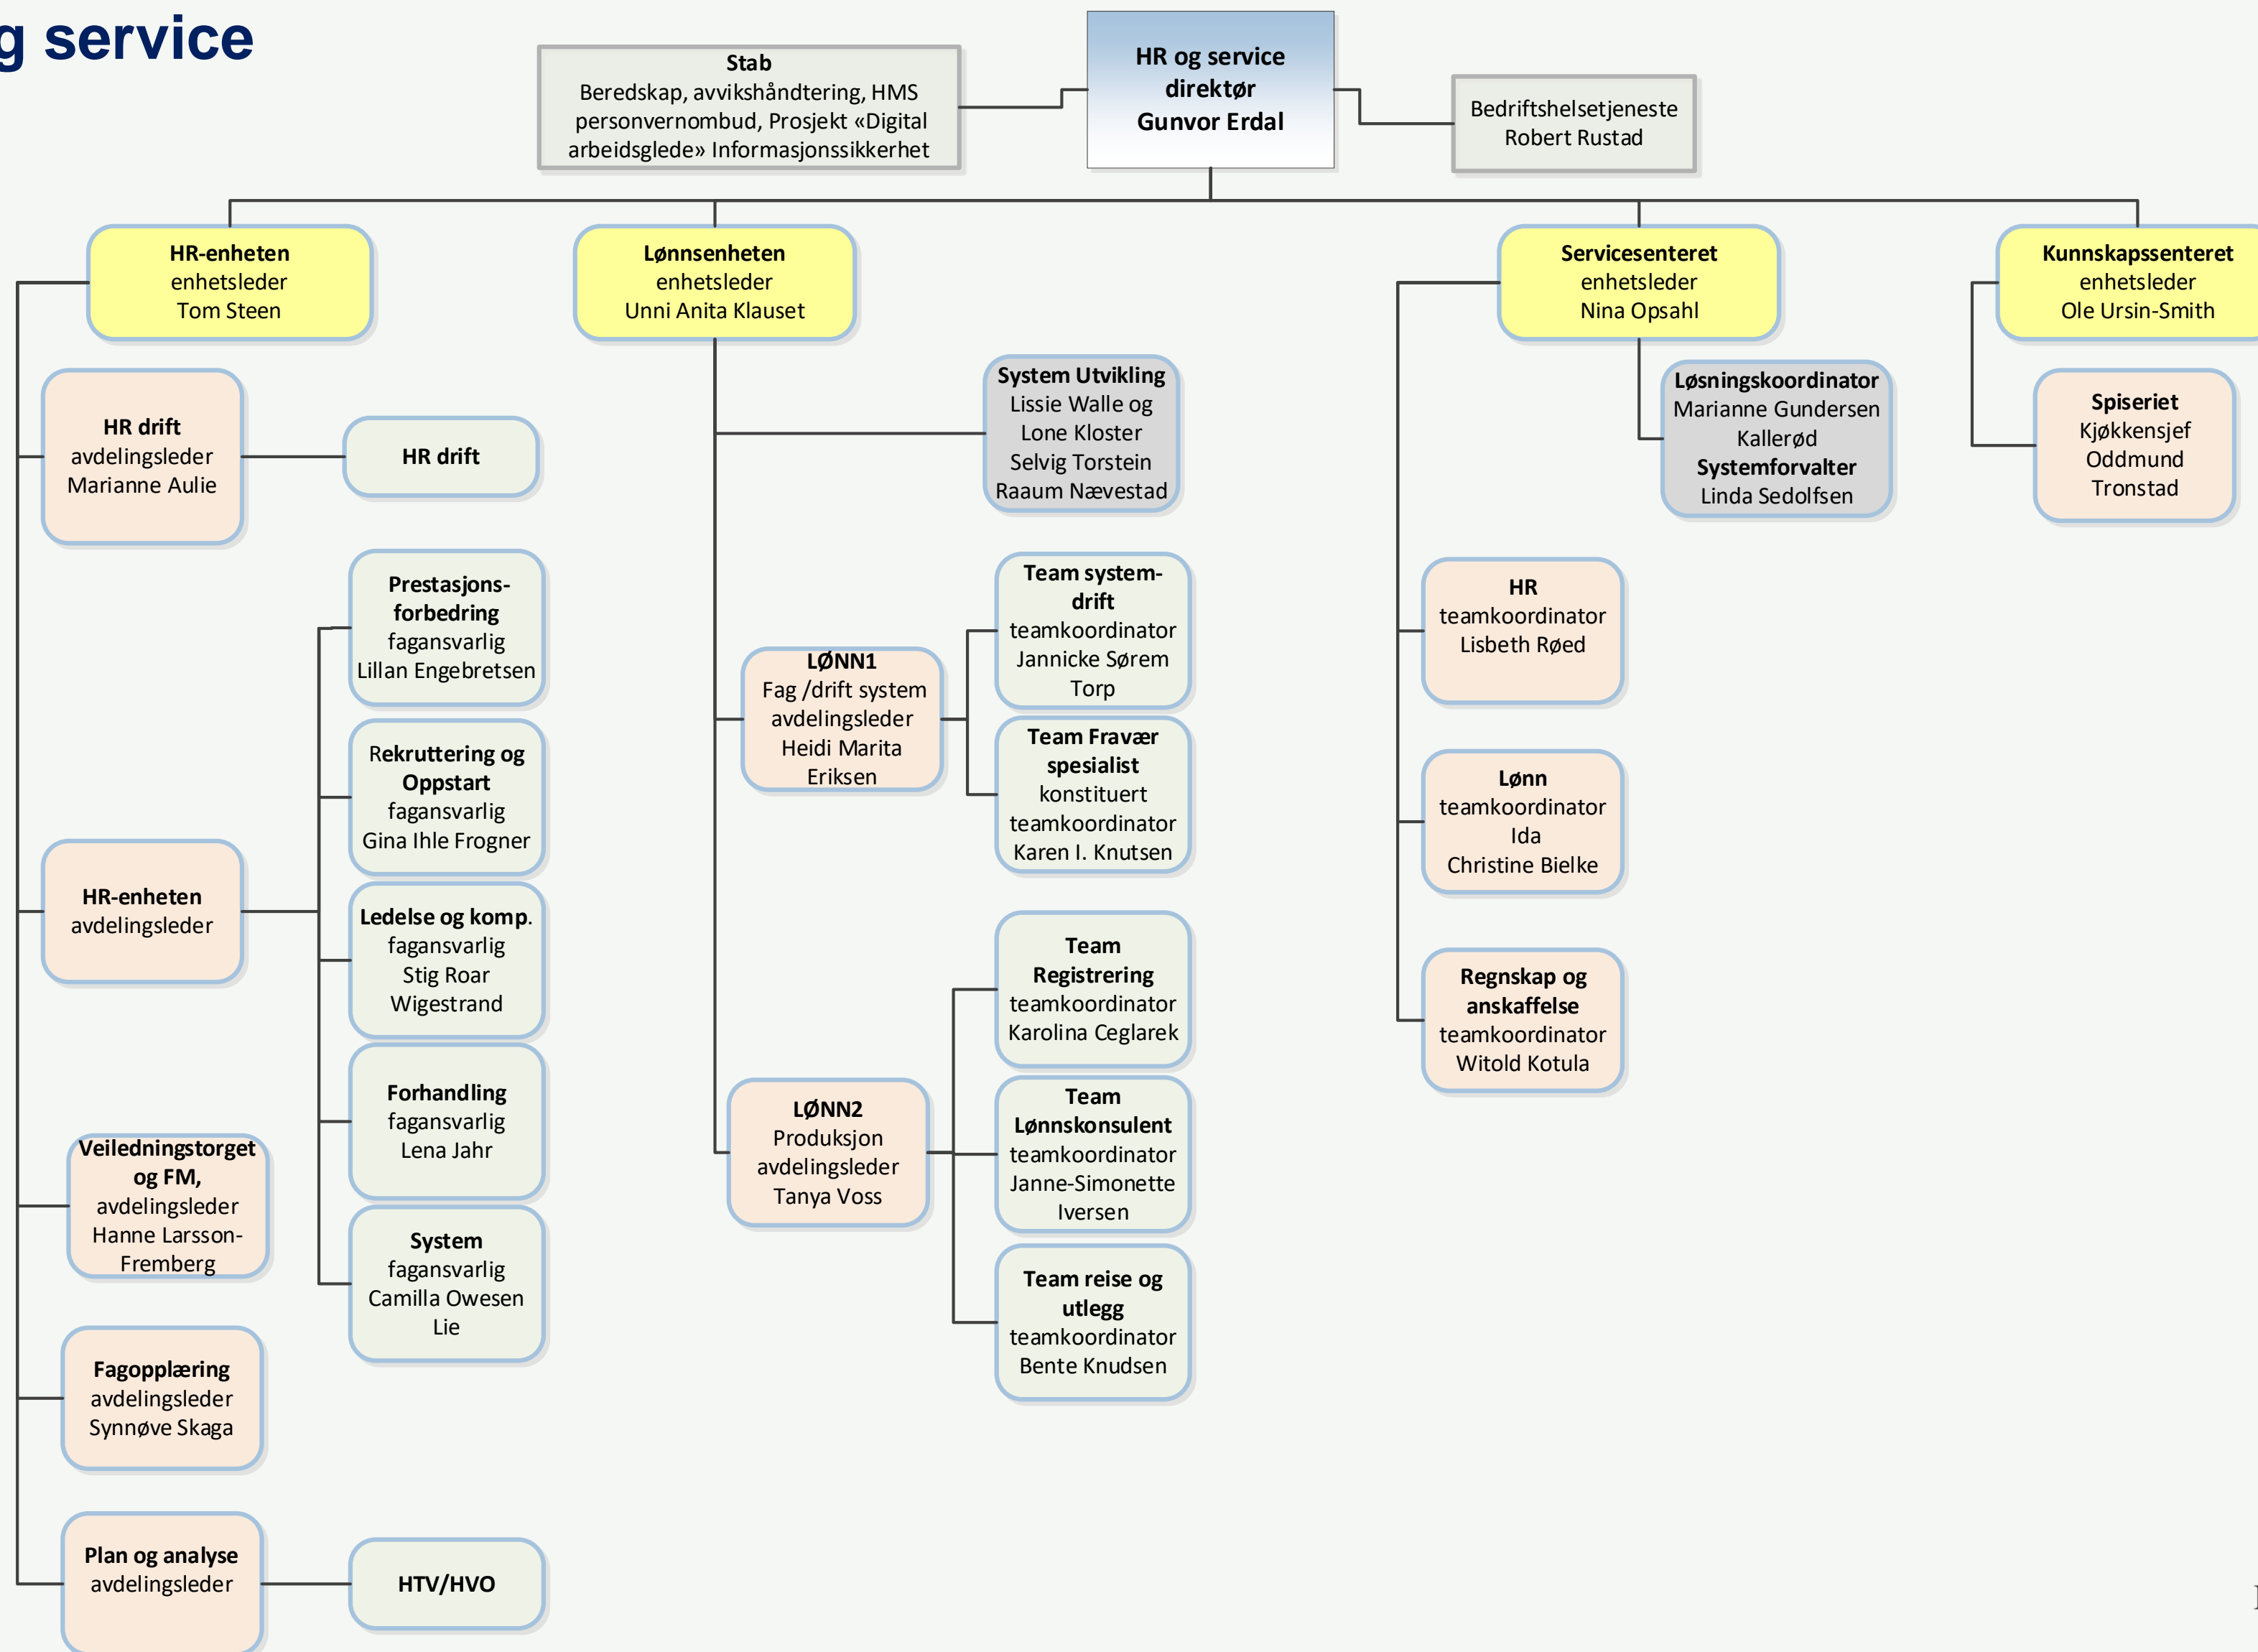 g service
Stab
Beredskap, avvikshåndtering, HMS
personvernombud, Prosjekt «Digital
arbeidsglede» Informasjonssikkerhet
HR og service
direktør
Gunvor Erdal
Bedriftshelsetjeneste
Robert Rustad
HR-enheten
enhetsleder
Tom Steen
Lønnsenheten
enhetsleder
Unni Anita Klauset
Servicesenteret
enhetsleder
Nina Opsahl
Kunnskapssenteret
enhetsleder
Ole Ursin-Smith
HR drift
avdelingsleder
Marianne Aulie
HR drift
Prestasjons-
forbedring
fagansvarlig
Lillan Engebretsen
Rekruttering og
Oppstart
fagansvarlig
Gina Ihle Frogner
HR-enheten
avdelingsleder
Ledelse og komp.
fagansvarlig
Stig Roar
Wigestrand
Forhandling
fagansvarlig
Lena Jahr
Veiledningstorget
og FM,
avdelingsleder
Hanne Larsson-
Fremberg
System
fagansvarlig
Camilla Owesen
Lie
Fagopplæring
avdelingsleder
Synnøve Skaga
Plan og analyse
avdelingsleder
HTV/HVO
System Utvikling
Lissie Walle og
Lone Kloster
Selvig Torstein
Raaum Nævestad
LØNN1
Fag /drift system
avdelingsleder
Heidi Marita
Eriksen
Team system-
drift
teamkoordinator
Jannicke Sørem
Torp
Team Fravær
spesialist
konstituert
teamkoordinator
Karen I. Knutsen
LØNN2
Produksjon
avdelingsleder
Tanya Voss
Team
Registrering
teamkoordinator
Karolina Ceglarek
Team
Lønnskonsulent
teamkoordinator
Janne-Simonette
Iversen
Team reise og
utlegg
teamkoordinator
Bente Knudsen
Løsningskoordinator
Marianne Gundersen
Kallerød
Systemforvalter
Linda Sedolfsen
HR
teamkoordinator
Lisbeth Røed
Lønn
teamkoordinator
Ida
Christine Bielke
Regnskap og
anskaffelse
teamkoordinator
Witold Kotula
Spiseriet
Kjøkkensjef
Oddmund
Tronstad